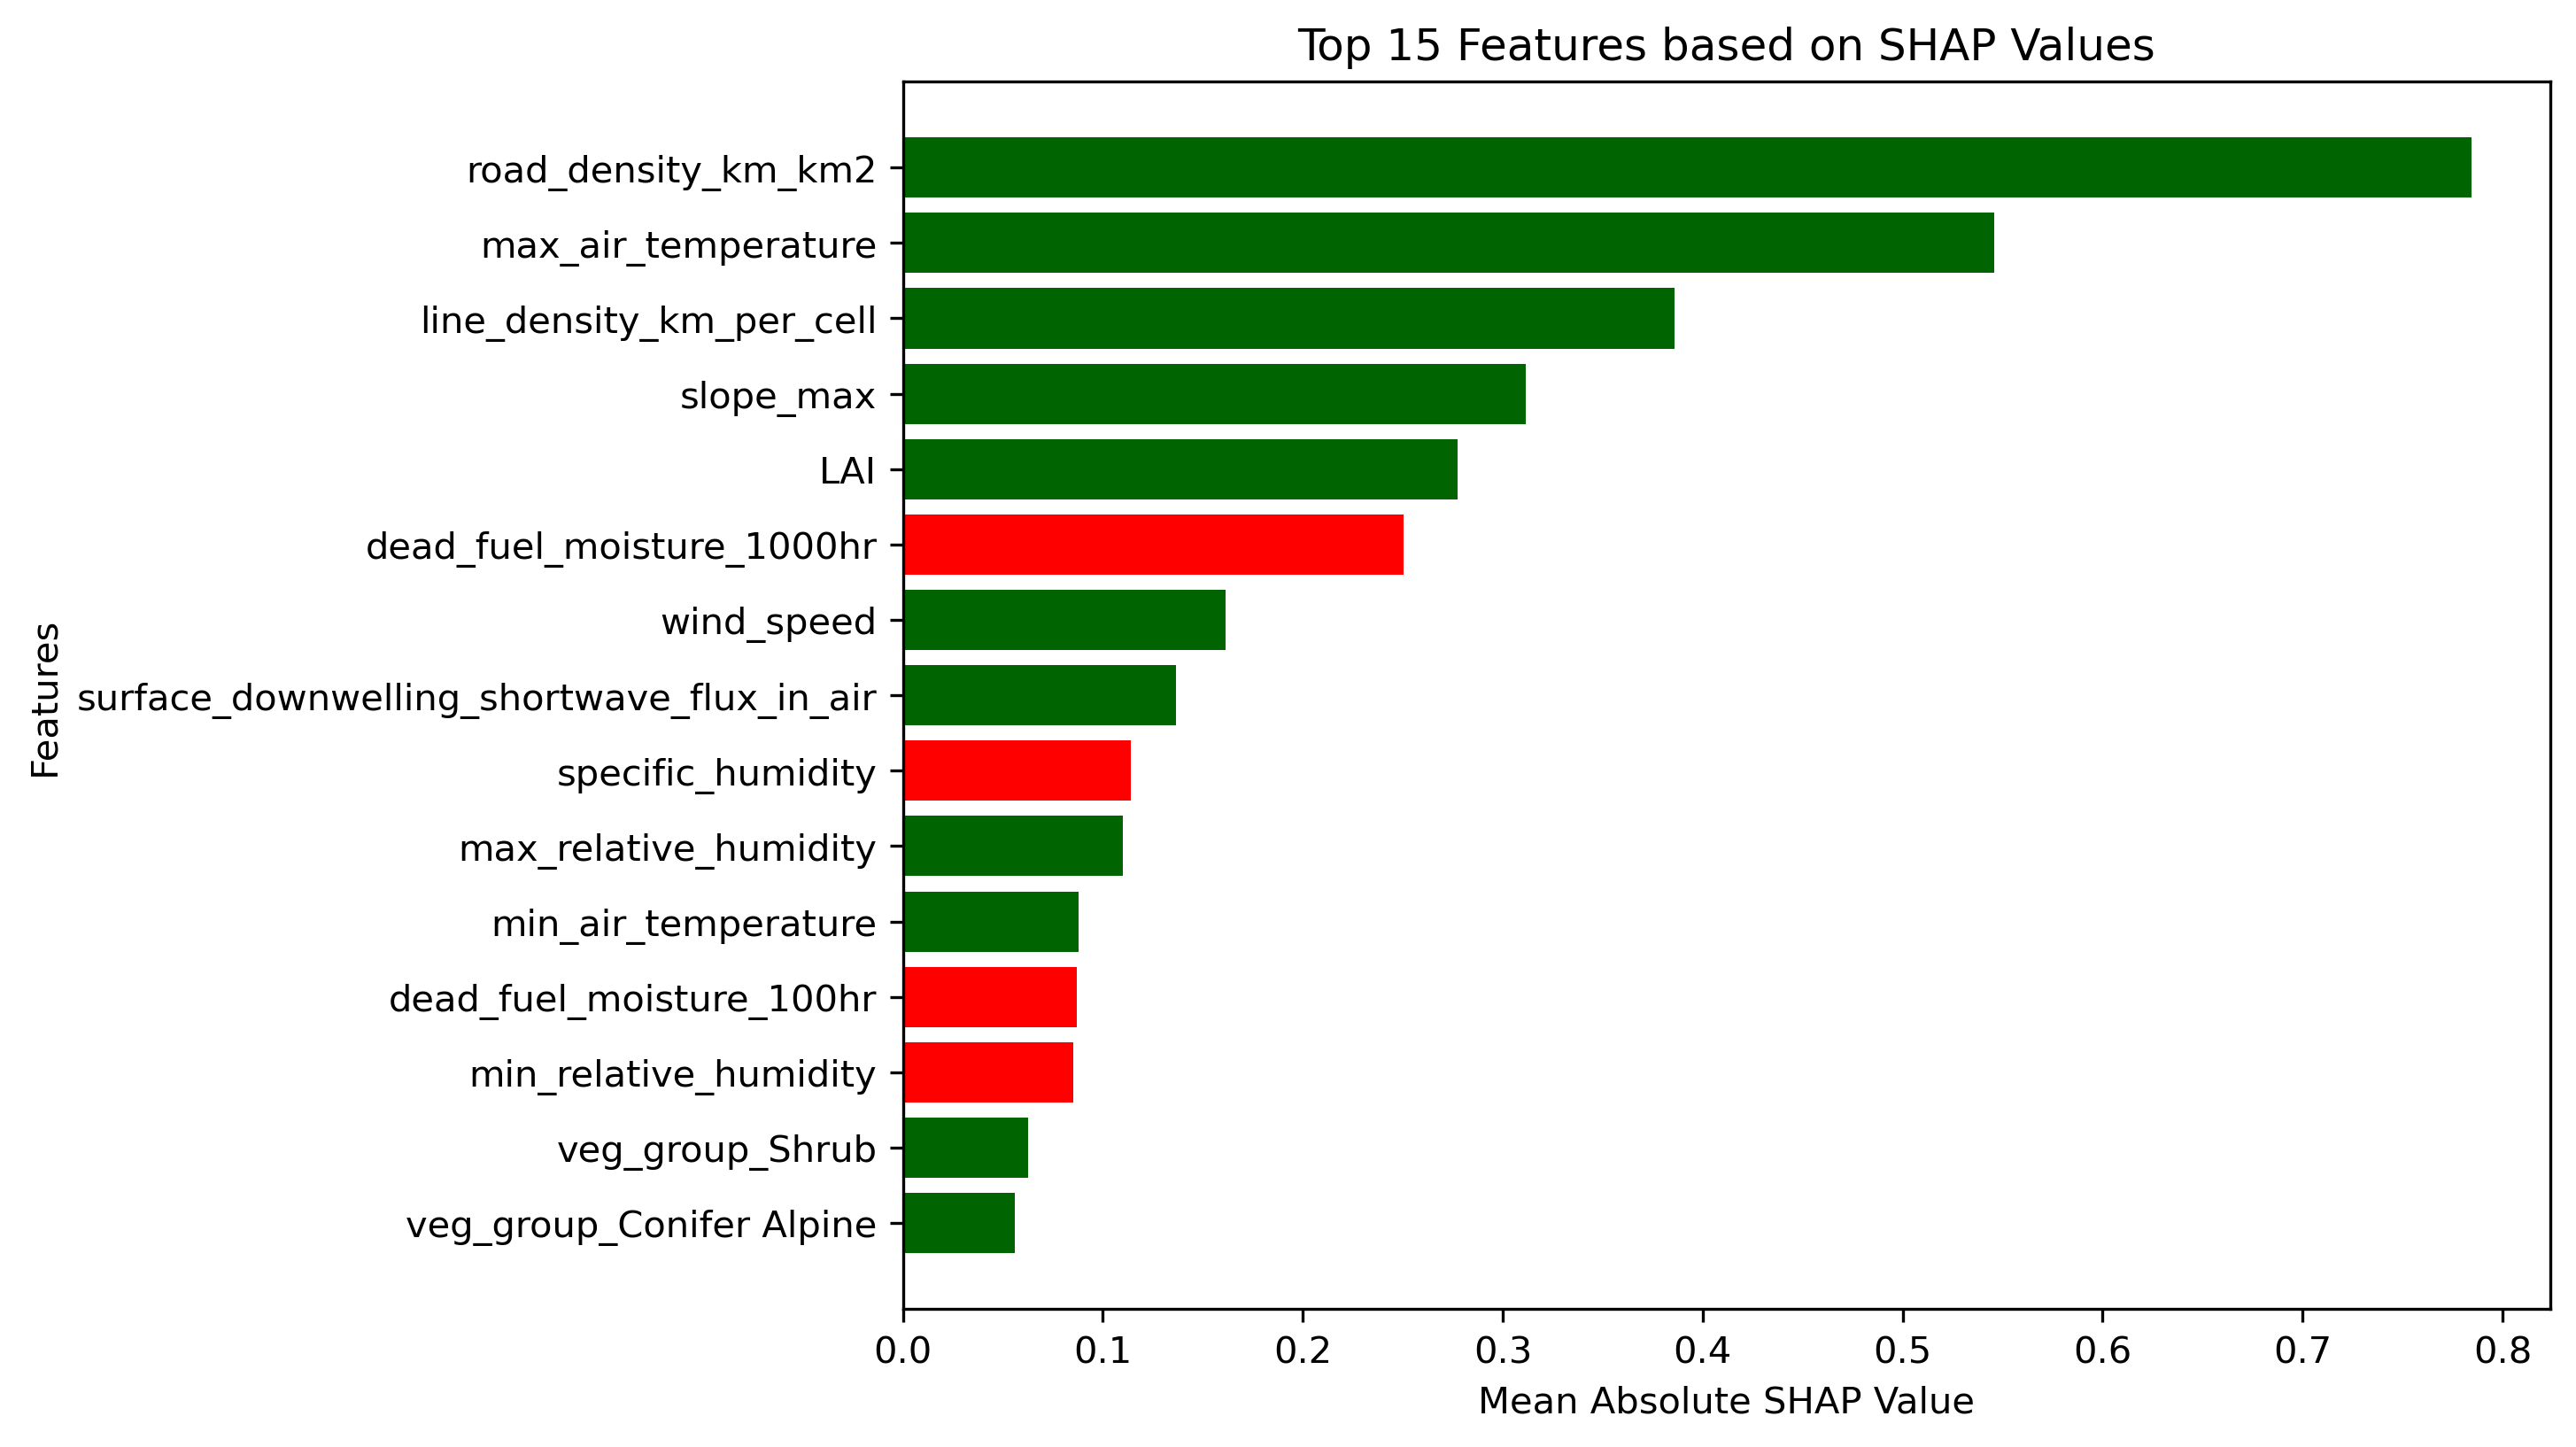 Top 15 Features based on SHAP Values
Features
road_density_km_km2
max_air_temperature
line_density_km_per_cell
slope_max
LAI
dead_fuel_moisture_1000hr
wind_speed
surface_downwelling_shortwave_flux_in_air
specific_humidity
max_relative_humidity
min_air_temperature
dead_fuel_moisture_100hr
min_relative_humidity
veg_group_Shrub
veg_group_Conifer Alpine
0.0 0.1 0.2 0.3 0.4 0.5 0.6 0.7 0.8
Mean Absolute SHAP Value